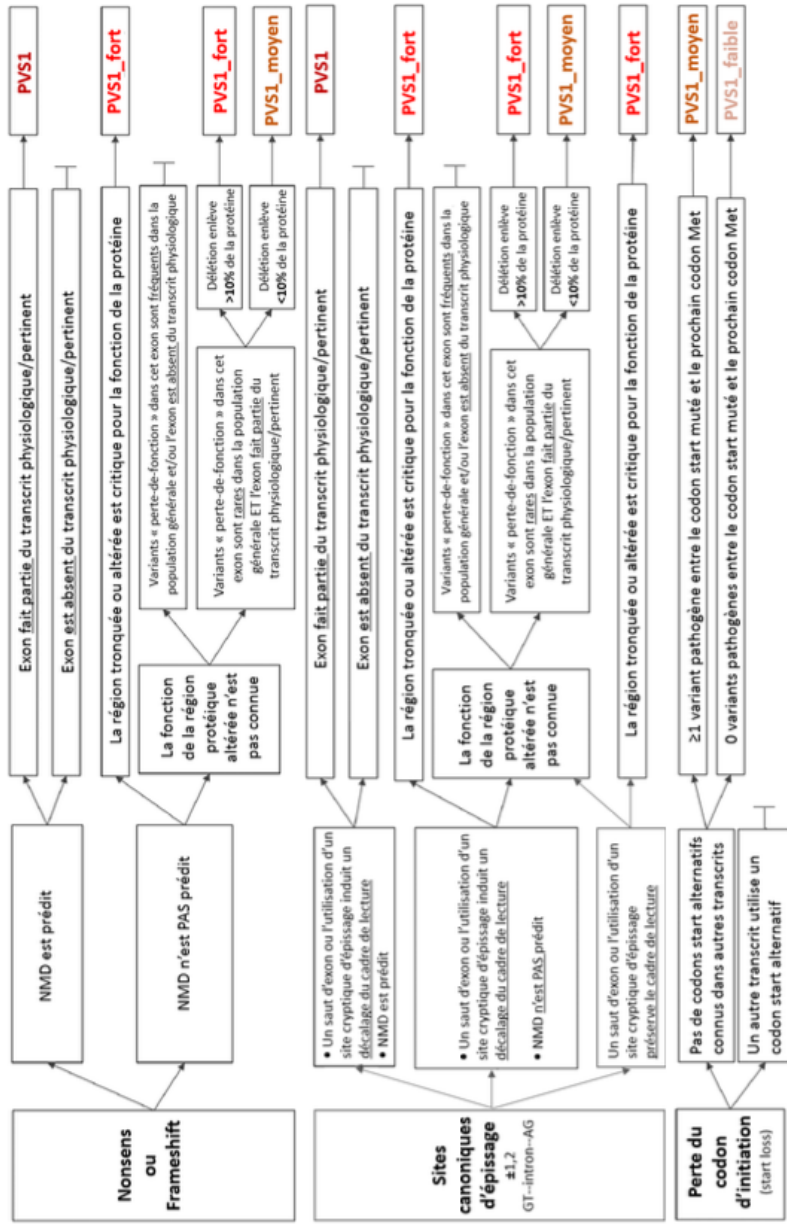 Nonsens
ou
Frameshift
NMD est prédit
Exon fait partie du transcrit physiologique/pertinent
PVS1
Exon est absent du transcrit physiologique/pertinent
NMD n'est PAS prédit
La région tronquée ou altérée est critique pour la fonction de la protéine
PVS1_fort
La fonction
de la région
protéique
altérée n'est
pas connue
Variants « perte-de-fonction » dans cet exon sont fréquents dans la
population générale et/ou l'exon est absent du transcrit physiologique
Variants « perte-de-fonction » dans cet
exon sont rares dans la population
générale ET l'exon fait partie du
transcrit physiologique/pertinent
Délétion enlève
>10% de la protéine
PVS1_fort
Délétion enlève
<10% de la protéine
PVS1_moyen
Sites
canoniques
d'épissage
±1,2
GT--intron--AG
• Un saut d'exon ou l'utilisation d'un
site cryptique d'épissage induit un
décalage du cadre de lecture
• NMD est prédit
Exon fait partie du transcrit physiologique/pertinent
PVS1
Exon est absent du transcrit physiologique/pertinent
• Un saut d'exon ou l'utilisation d'un
site cryptique d'épissage induit un
décalage du cadre de lecture
• NMD n'est PAS prédit
La région tronquée ou altérée est critique pour la fonction de la protéine
PVS1_fort
La fonction
de la région
protéique
altérée n'est
pas connue
Variants « perte-de-fonction » dans cet exon sont fréquents dans la
population générale et/ou l'exon est absent du transcrit physiologique
Variants « perte-de-fonction » dans cet
exon sont rares dans la population
générale ET l'exon fait partie du
transcrit physiologique/pertinent
Délétion enlève
>10% de la protéine
PVS1_fort
Délétion enlève
<10% de la protéine
PVS1_moyen
Un saut d'exon ou l'utilisation d'un
site cryptique d'épissage
préserve le cadre de lecture
La région tronquée ou altérée est critique pour la fonction de la protéine
PVS1_fort
Perte du
codon
d'initiation
(start loss)
Pas de codons start alternatifs
connus dans autres transcrits
≥1 variant pathogène entre le codon start muté et le prochain codon Met
PVS1_moyen
0 variants pathogènes entre le codon start muté et le prochain codon Met
PVS1_faible
Un autre transcrit utilise un
codon start alternatif